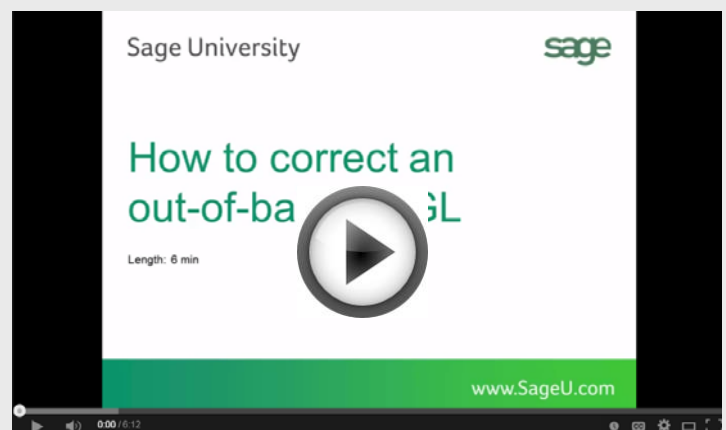 Sage University
sage
How to correct an
out-of-ba GL
Length: 6 min
www.SageU.com
0:00 / 6:12